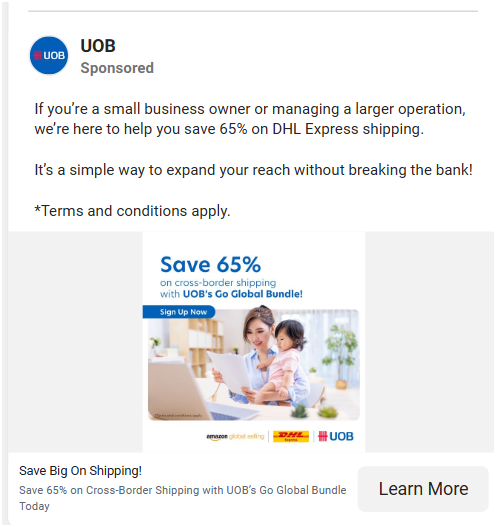 UOB
UOB
Sponsored
If you're a small business owner or managing a larger operation,
we're here to help you save 65% on DHL Express shipping.
It's a simple way to expand your reach without breaking the bank!
*Terms and conditions apply.
Save 65%
on cross-border shipping
with UOB's Go Global Bundle!
Sign Up Now
*Terms and conditions apply.
amazon global selling
DHL
Express
UOB
Save Big On Shipping!
Save 65% on Cross-Border Shipping with UOB's Go Global Bundle
Today
Learn More